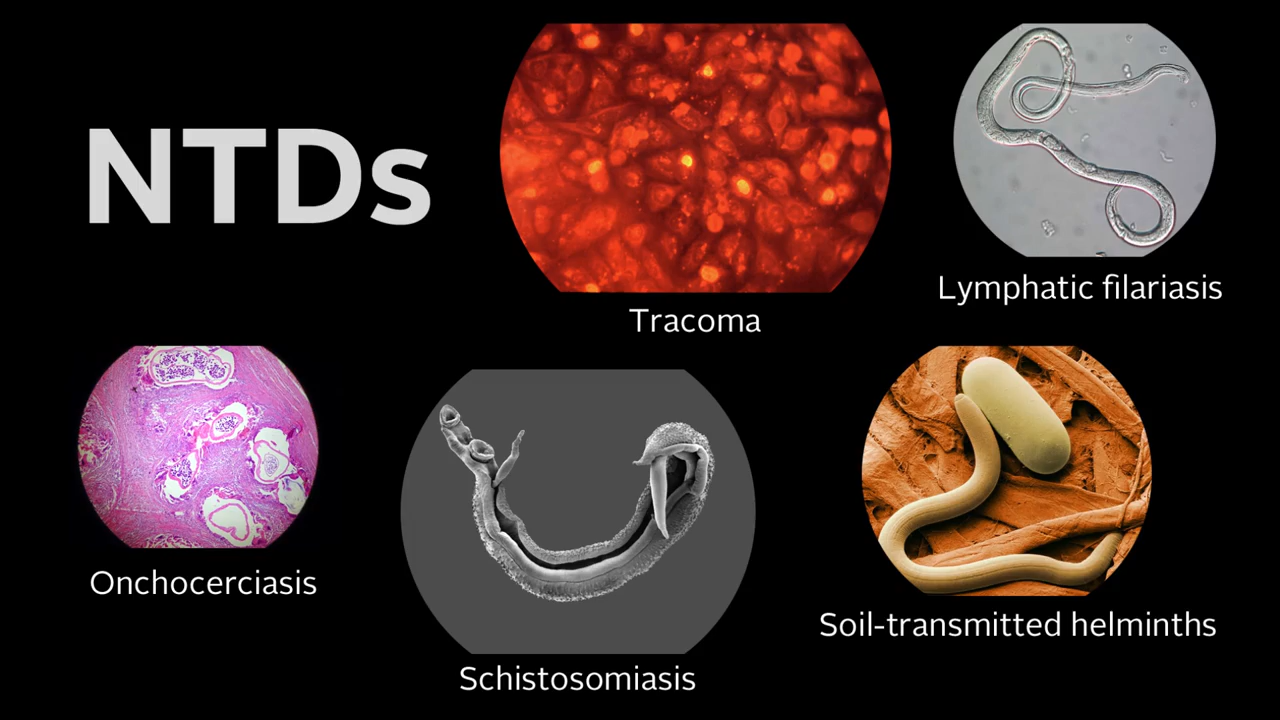 NTDs
Tracoma
Lymphatic filariasis
Onchocerciasis
Schistosomiasis
Soil-transmitted helminths